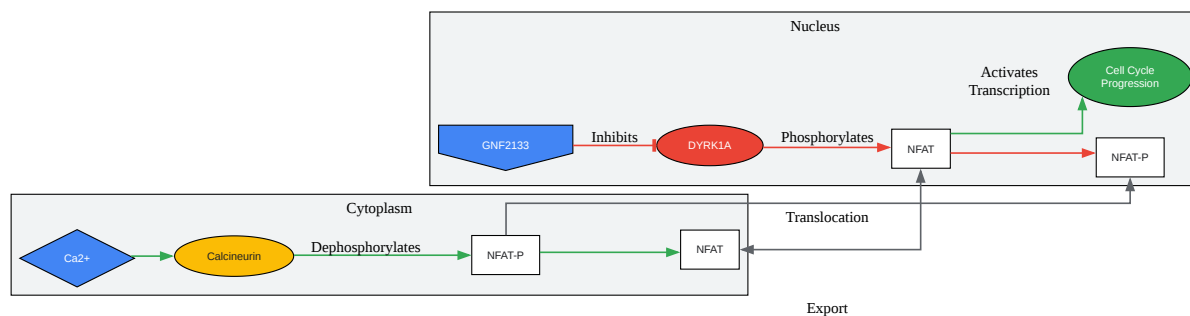 Nucleus
Activates
Transcription
Cell Cycle
Progression
GNF2133
Inhibits
DYRK1A
Phosphorylates
NFAT
NFAT-P
Cytoplasm
Translocation
Ca2+
Calcineurin
Dephosphorylates
NFAT-P
NFAT
Export